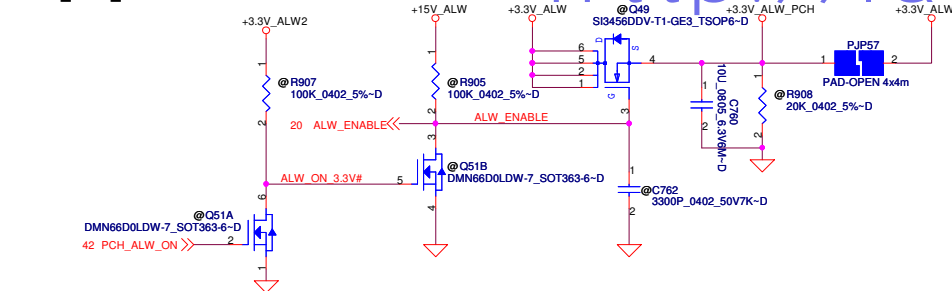 +3.3V_ALW2
+15V_ALW
+3.3V_ALW
@Q49
SI3456DDV-T1-GE3_TSOP6~D
+3.3V_ALW_PCH
+3.3V_ALW
D
S
G
6
5
2
1
4
3
PJP57
1
2
PAD-OPEN 4x4m
1
@R907
100K_0402_5%~D
2
1
@R905
100K_0402_5%~D
2
1
10U_0805_6.3V6M~D
C760
2
1
@R908
20K_0402_5%~D
2
20 ALW_ENABLE
ALW_ENABLE
3
@Q51B
DMN66D0LDW-7_SOT363-6~D
5
4
ALW_ON_3.3V#
1
@C762
3300P_0402_50V7K~D
2
6
@Q51A
DMN66D0LDW-7_SOT363-6~D
42 PCH_ALW_ON
2
1